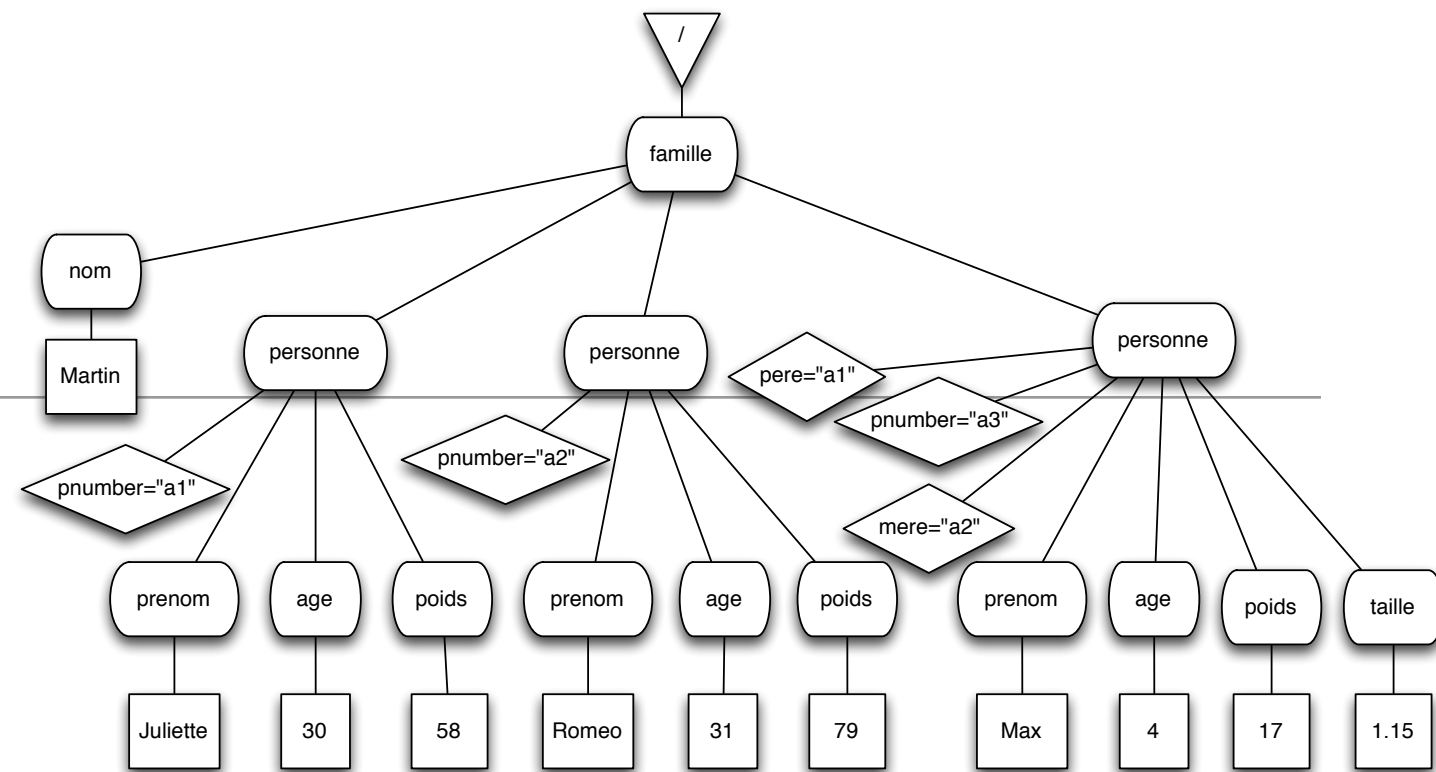 /
famille
nom
Martin
personne
personne
personne
pere="a1"
pnumber="a3"
pnumber="a2"
pnumber="a1"
mere="a2"
prenom
age
poids
prenom
age
poids
prenom
age
poids
taille
Juliette
30
58
Romeo
31
79
Max
4
17
1.15